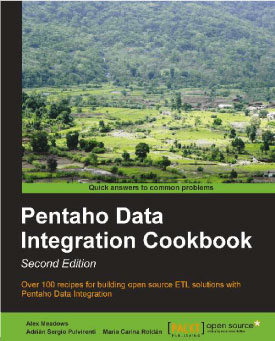 Quick answers to common problems
Pentaho Data
Integration Cookbook
Second Edition
Over 100 recipes for building open source ETL solutions with
Pentaho Data Integration
Alex Meadows
Adrián Sergio Pulvirenti María Carina Roldán
[PACKT]
PUBLISHING
open source